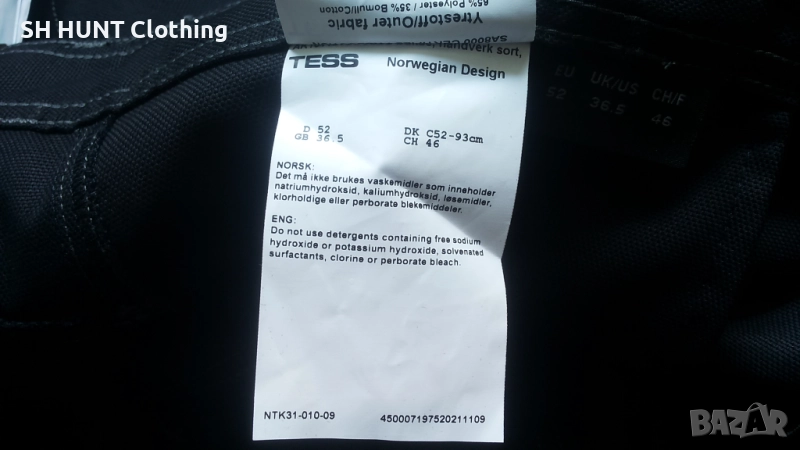 SH HUNT Clothing
65% Polyester / 35% Bomull/Cotton
Ytrestoff/Outer fabric
sort,
TESS Norwegian Design
D 52 DK C52-93cm
GB 36.5 CH 46
NORSK:
Det må ikke brukes vaskemidler som inneholder
natriumhydroksid, kaliumhydroksid, løsemidler,
klorholdige eller perborate blekemiddeler.
ENG:
Do not use detergents containing free sodium
hydroxide or potassium hydroxide, solvenated
surfactants, clorine or perborate bleach.
NTK31-010-09 450007197520211109
EU UK/US CH/F
52 36.5 46
BAZAR